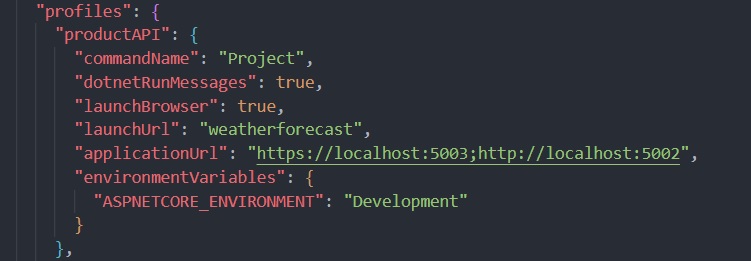 "profiles": {
"productAPI": {
"commandName": "Project",
"dotnetRunMessages": true,
"launchBrowser": true,
"launchUrl": "weatherforecast",
"applicationUrl": "https://localhost:5003;http://localhost:5002",
"environmentVariables": {
"ASPNETCORE_ENVIRONMENT": "Development"
}
},